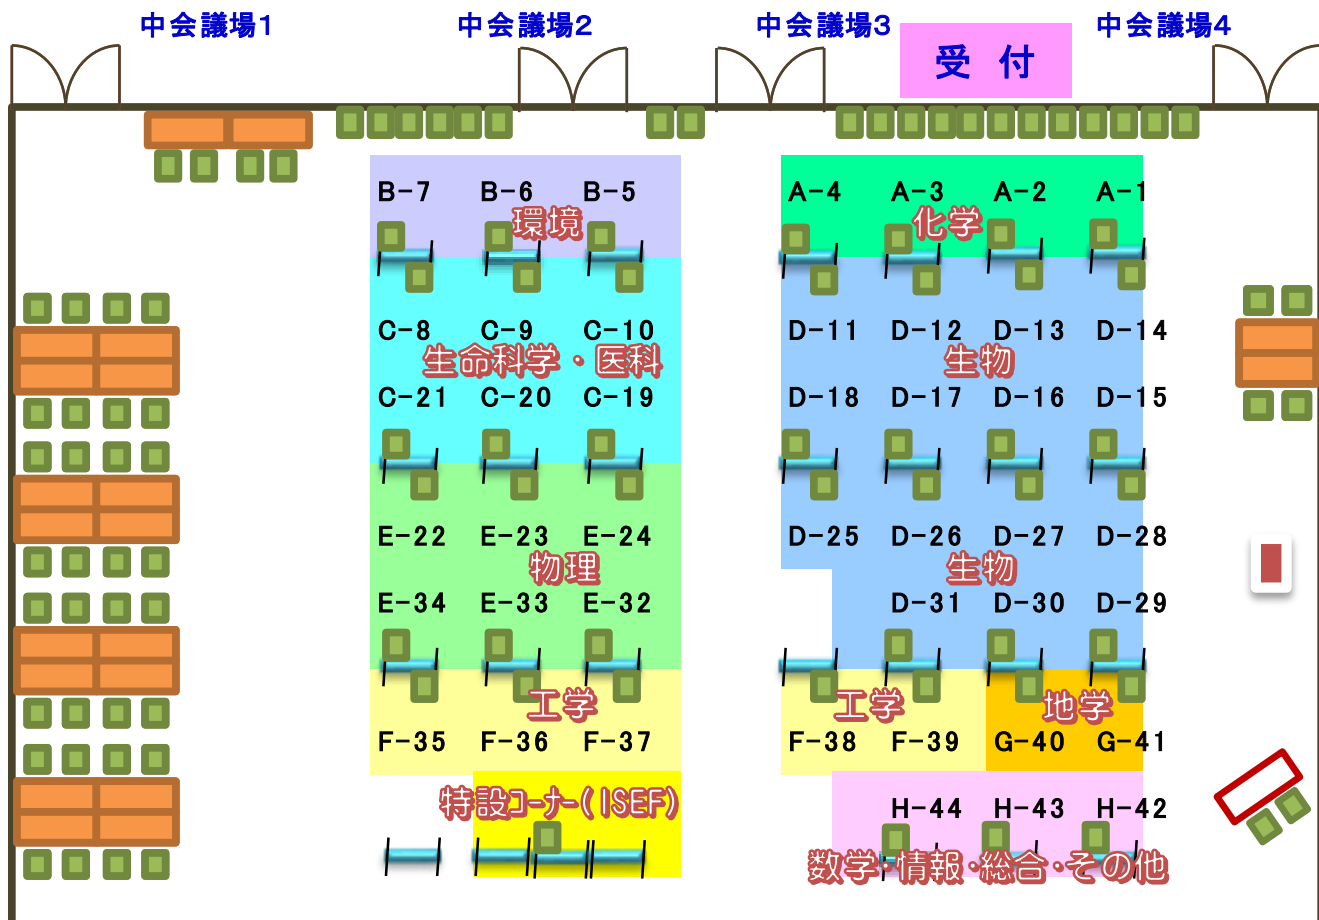 中会議場1 中会議場2 中会議場3 中会議場4
受 付
B-7 B-6 B-5 A-4 A-3 A-2 A-1
環境 化学
C-8 C-9 C-10 D-11 D-12 D-13 D-14
生命科学・医科 生物
C-21 C-20 C-19 D-18 D-17 D-16 D-15
E-22 E-23 E-24 D-25 D-26 D-27 D-28
物理 生物
E-34 E-33 E-32 D-31 D-30 D-29
工学 工学 地学
F-35 F-36 F-37 F-38 F-39 G-40 G-41
特設コーナー(ISEF) H-44 H-43 H-42
数学・情報・総合・その他